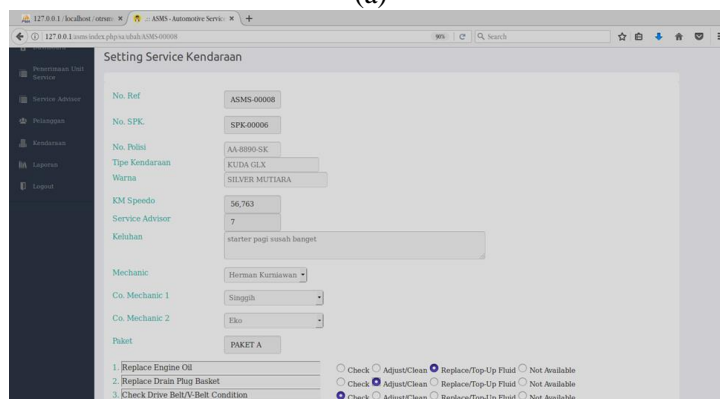 (a)
127.0.0.1 / localhost / otrser × .:: ASMS - Automotive Servic × +
127.0.0.1/asms/index.php/sa/ubah/ASMS-00008 90% Search
Setting Service Kendaraan
Penerimaan Unit Service
Service Advisor
Pelanggan
Kendaraan
Laporan
Logout
No. Ref ASMS-00008
No. SPK. SPK-00006
No. Polisi AA-8890-SK
Tipe Kendaraan KUDA GLX
Warna SILVER MUTIARA
KM Speedo 56,763
Service Advisor 7
Keluhan starter pagi susah banget
Mechanic Herman Kurniawan
Co. Mechanic 1 Singgih
Co. Mechanic 2 Eko
Paket PAKET A
1. Replace Engine Oil Check Adjust/Clean Replace/Top-Up Fluid Not Available
2. Replace Drain Plug Basket Check Adjust/Clean Replace/Top-Up Fluid Not Available
3. Check Drive Belt/V-Belt Condition Check Adjust/Clean Replace/Top-Up Fluid Not Available